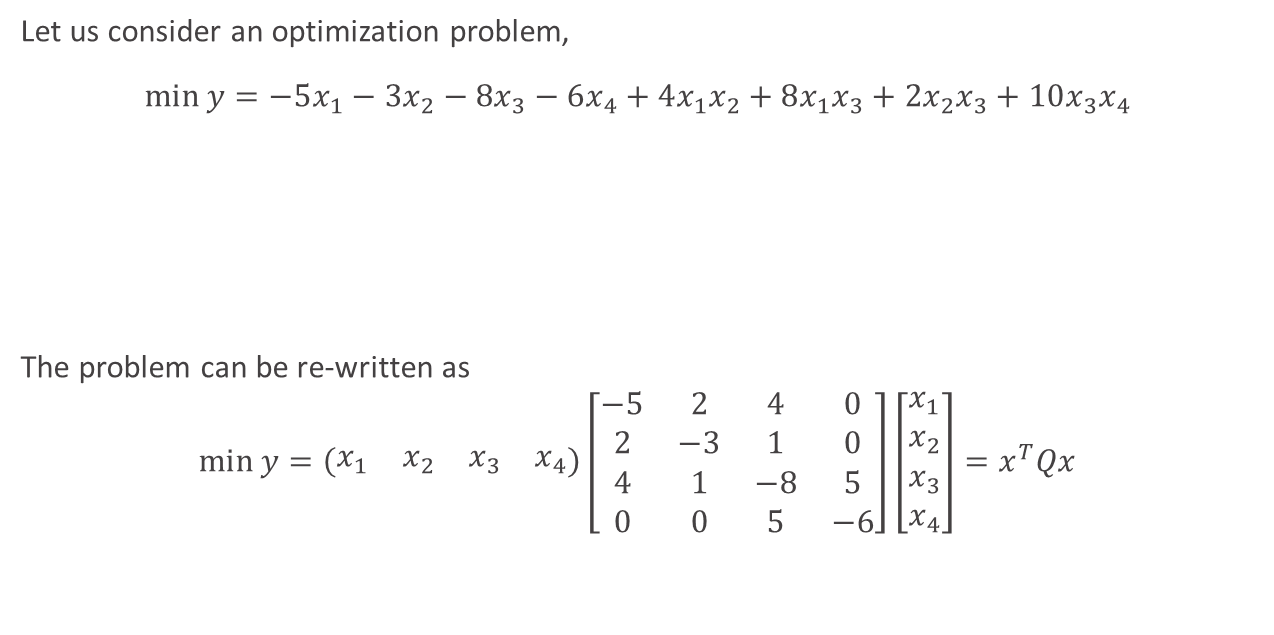 Let us consider an optimization problem,
min y = −5x₁ − 3x₂ − 8x₃ − 6x₄ + 4x₁x₂ + 8x₁x₃ + 2x₂x₃ + 10x₃x₄
The problem can be re-written as
min y = (x₁ x₂ x₃ x₄) [−5 2 4 0; 2 −3 1 0; 4 1 −8 5; 0 0 5 −6] [x₁; x₂; x₃; x₄] = xᵀQx